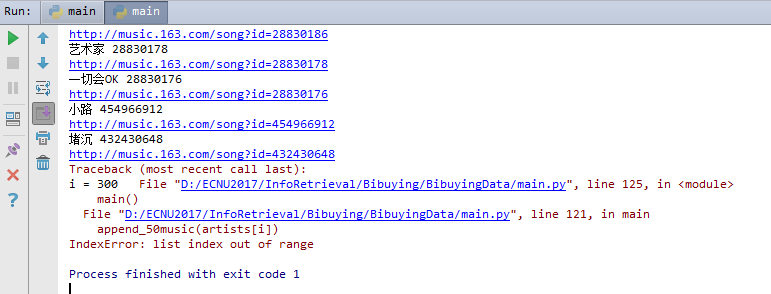 Run: main main
http://music.163.com/song?id=28830186
艺术家 28830178
http://music.163.com/song?id=28830178
一切会OK 28830176
http://music.163.com/song?id=28830176
小路 454966912
http://music.163.com/song?id=454966912
堵沉 432430648
http://music.163.com/song?id=432430648
Traceback (most recent call last):
i = 300   File "D:/ECNU2017/InfoRetrieval/Bibuying/BibuyingData/main.py", line 125, in <module>
    main()
  File "D:/ECNU2017/InfoRetrieval/Bibuying/BibuyingData/main.py", line 121, in main
    append_50music(artists[i])
IndexError: list index out of range
Process finished with exit code 1